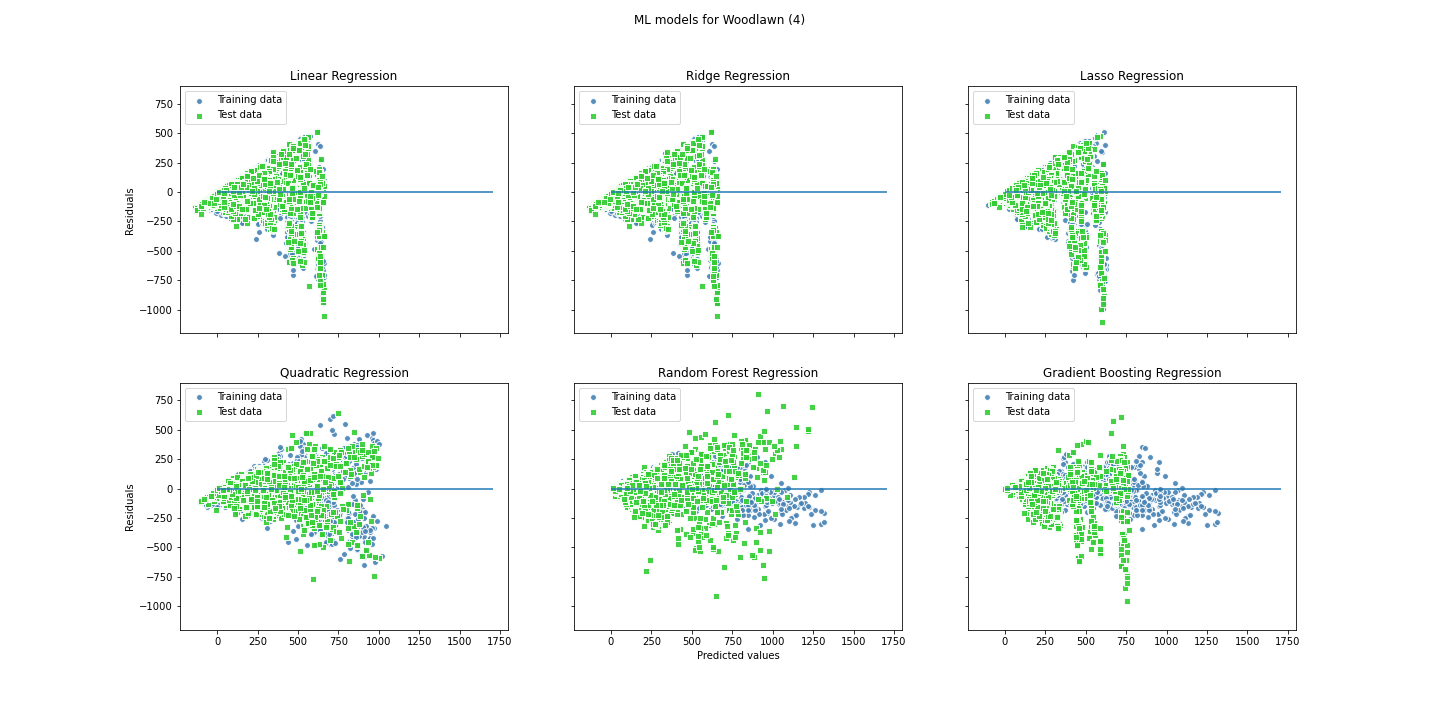 ML models for Woodlawn (4)
Linear Regression
Ridge Regression
Lasso Regression
Training data
Test data
Training data
Test data
Training data
Test data
750
500
250
0
−250
−500
−750
−1000
Residuals
Quadratic Regression
Random Forest Regression
Gradient Boosting Regression
Training data
Test data
Training data
Test data
Training data
Test data
750
500
250
0
−250
−500
−750
−1000
Residuals
0 250 500 750 1000 1250 1500 1750
0 250 500 750 1000 1250 1500 1750
0 250 500 750 1000 1250 1500 1750
Predicted values